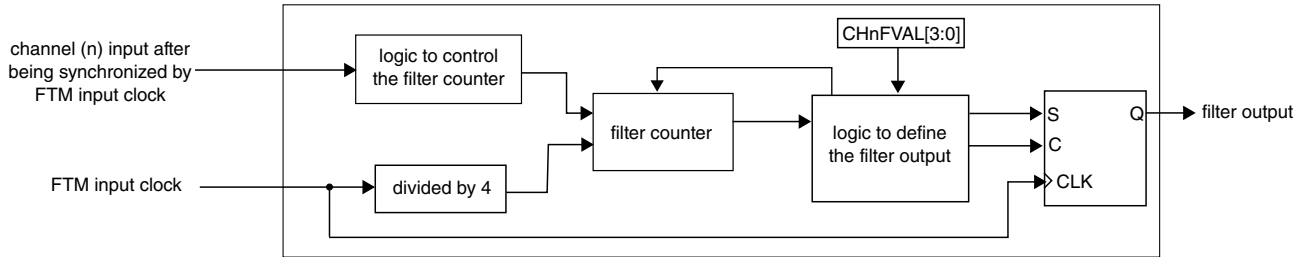 channel (n) input after
being synchronized by
FTM input clock
logic to control
the filter counter
CHnFVAL[3:0]
filter counter
logic to define
the filter output
S
Q
C
CLK
filter output
FTM input clock
divided by 4